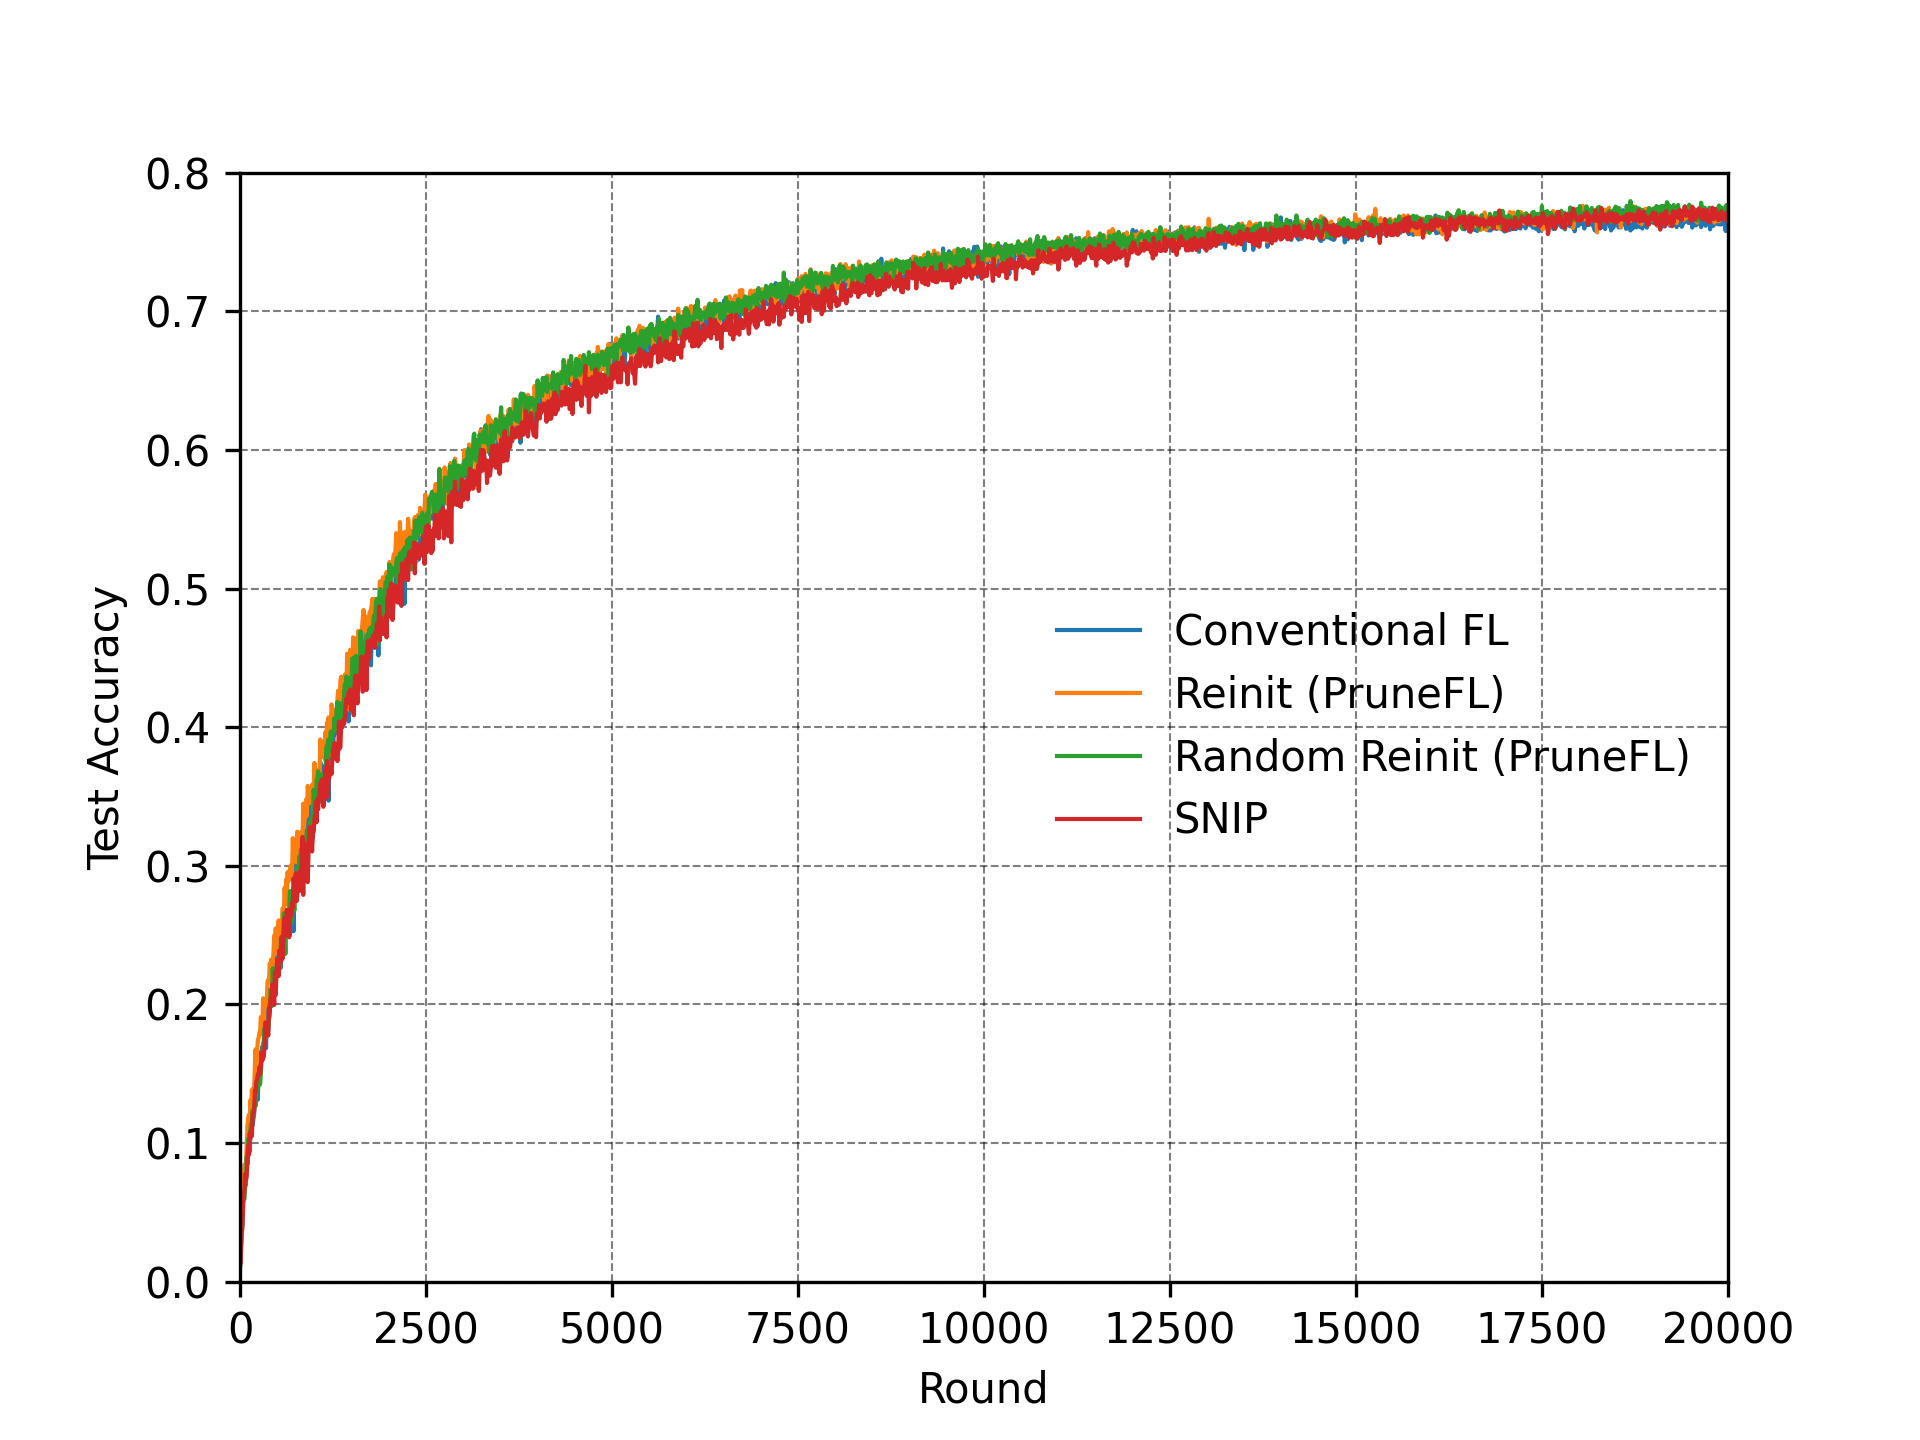 0.8
0.7
0.6
0.5
0.4
0.3
0.2
0.1
0.0
Test Accuracy
Conventional FL
Reinit (PruneFL)
Random Reinit (PruneFL)
SNIP
0 2500 5000 7500 10000 12500 15000 17500 20000
Round